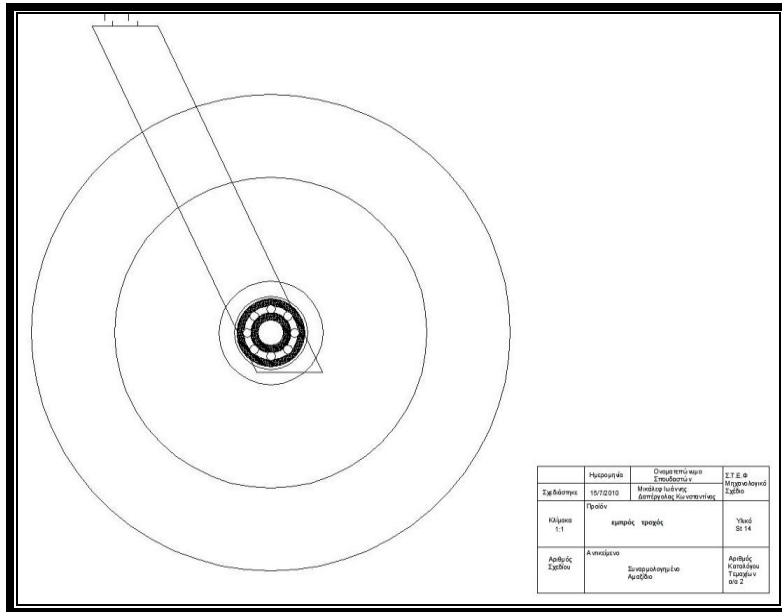 Ημερομηνία
Ονοματεπώνυμο
Σπουδαστών
Σ.Τ.Ε.Φ
Μηχανολογικό
Σχέδιο
Σχεδιάστηκε
15/7/2010
Μικάλεφ Ιωάννης
Δαπέργολας Κωνσταντίνος
Κλίμακα
1:1
Προϊόν
εμπρός τροχός
Υλικό
St 14
Αριθμός
Σχεδίου
Αντικείμενο
Συναρμολογημένο
Αμαξίδιο
Αριθμός
Καταλόγου
Τεμαχίων
α/α 2